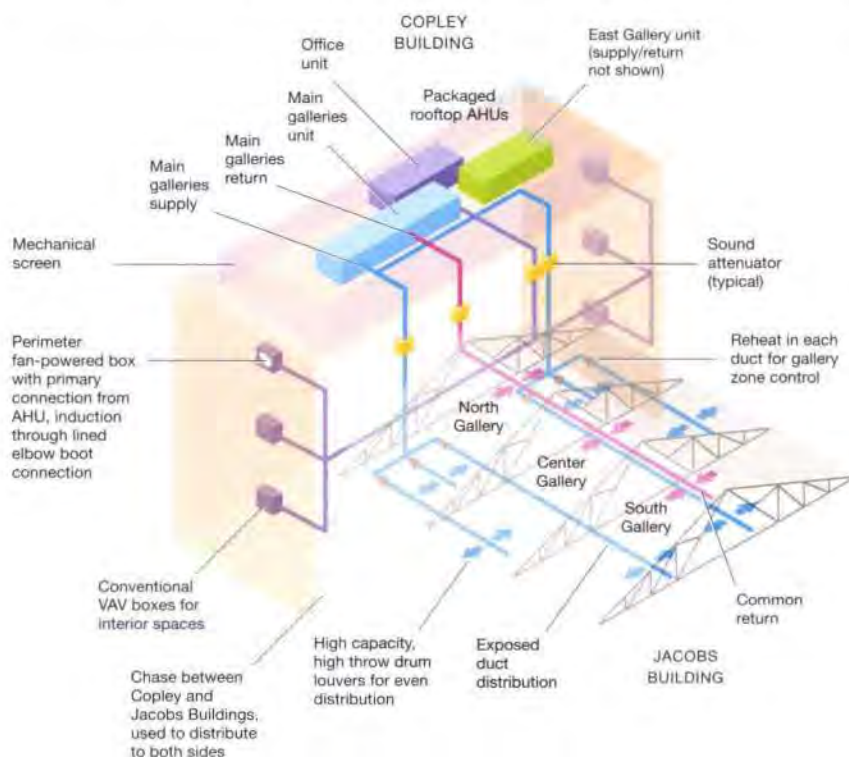 COPLEY
BUILDING
Office
unit
East Gallery unit
(supply/return
not shown)
Main
galleries
unit
Packaged
rooftop AHUs
Main
galleries
return
Main
galleries
supply
Mechanical
screen
Sound
attenuator
(typical)
Perimeter
fan-powered box
with primary
connection from
AHU, induction
through lined
elbow boot
connection
Reheat in each
duct for gallery
zone control
North
Gallery
Center
Gallery
South
Gallery
Conventional
VAV boxes for
interior spaces
Common
return
High capacity,
high throw drum
louvers for even
distribution
Exposed
duct
distribution
JACOBS
BUILDING
Chase between
Copley and
Jacobs Buildings,
used to distribute
to both sides